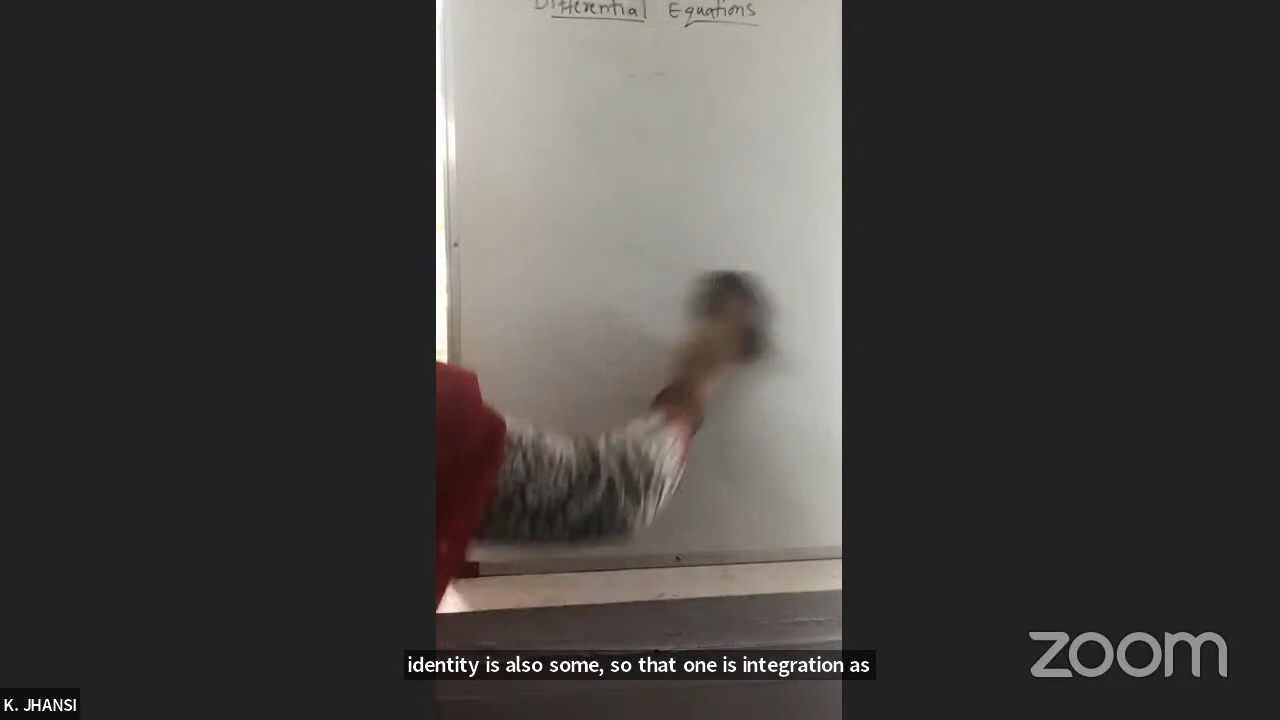 Differential Equations
identity is also some, so that one is integration as
zoom
K. JHANSI